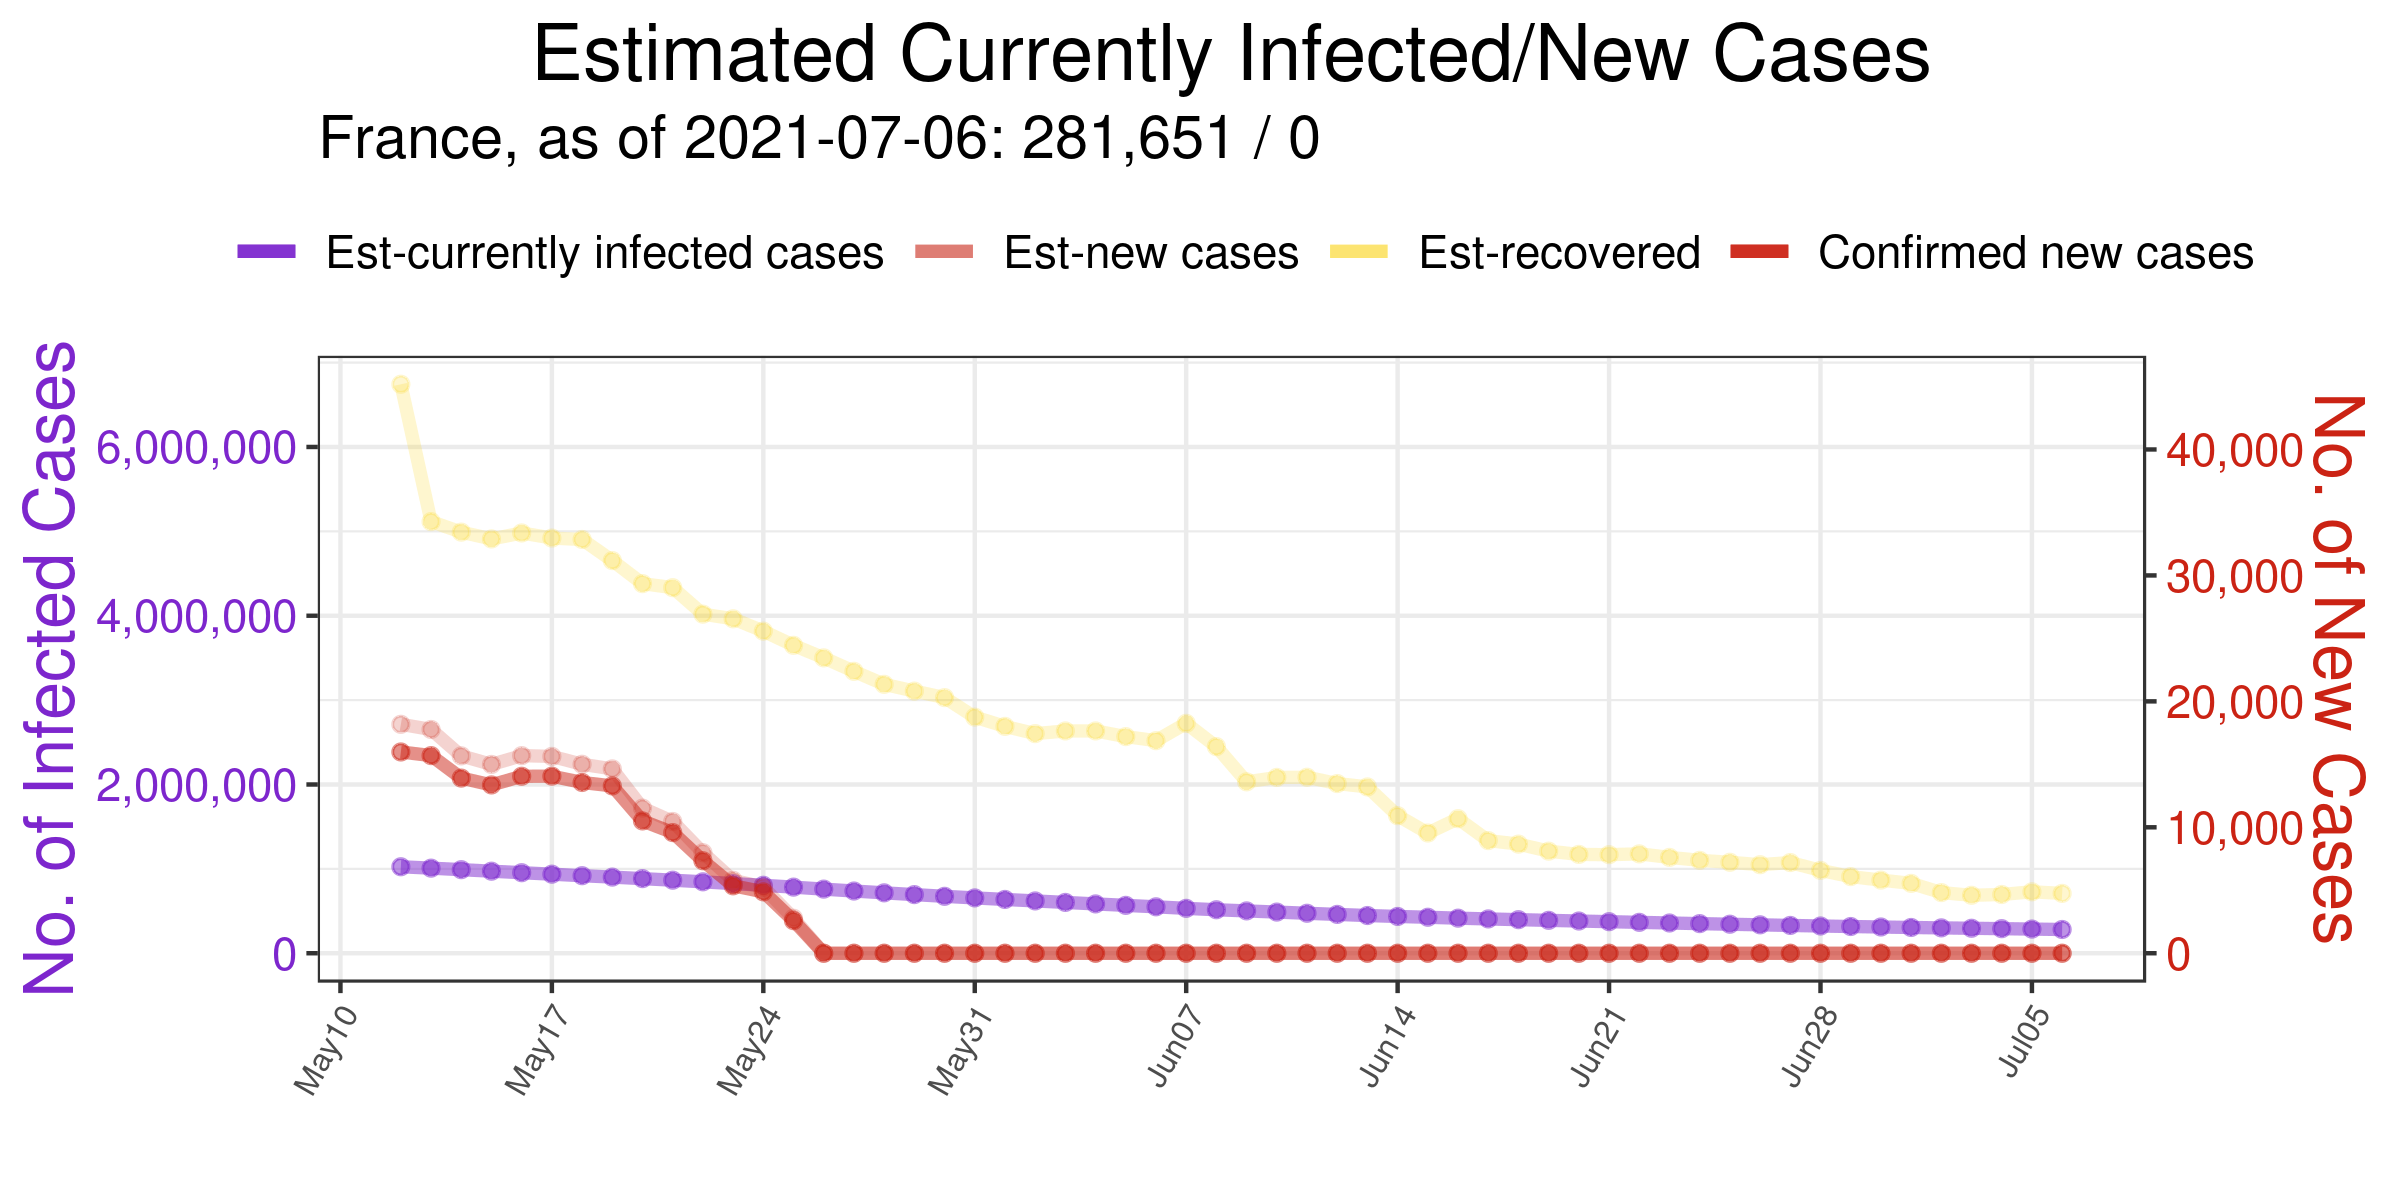 Estimated Currently Infected/New Cases
France, as of 2021-07-06: 281,651 / 0
Est-currently infected cases Est-new cases Est-recovered Confirmed new cases
No. of Infected Cases
6,000,000
4,000,000
2,000,000
0
40,000
30,000
20,000
10,000
0
No. of New Cases
May10 May17 May24 May31 Jun07 Jun14 Jun21 Jun28 Jul05